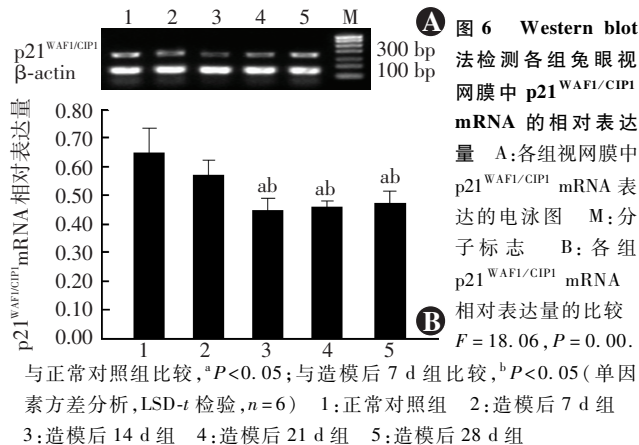 1 2 3 4 5 M
A
p21WAF1/CIP1
β-actin
300 bp
100 bp
p21WAF1/CIP1mRNA相对表达量
0.80
0.70
0.60
0.50
0.40
0.30
0.20
0.10
0.00
ab ab ab
1 2 3 4 5
B
图 6 Western blot
法检测各组兔眼视
网膜中 p21WAF1/CIP1
mRNA 的相对表达
量 A:各组视网膜中
p21WAF1/CIP1 mRNA 表
达的电泳图 M:分
子标志 B:各组
p21WAF1/CIP1 mRNA
相对表达量的比较
F=18.06,P=0.00.
与正常对照组比较,aP<0.05;与造模后 7 d 组比较,bP<0.05(单因
素方差分析,LSD-t 检验,n=6) 1:正常对照组 2:造模后 7 d 组
3:造模后 14 d 组 4:造模后 21 d 组 5:造模后 28 d 组